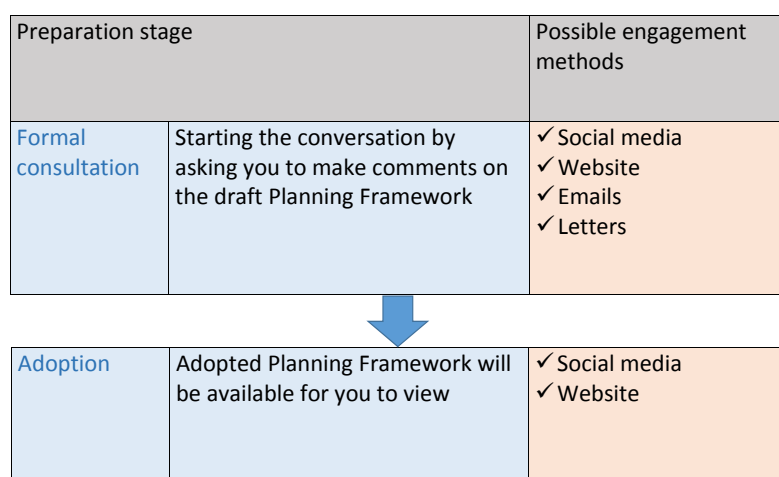 Preparation stage
Possible engagement
methods
Formal
consultation
Starting the conversation by
asking you to make comments on
the draft Planning Framework
✓ Social media
✓ Website
✓ Emails
✓ Letters
Adoption
Adopted Planning Framework will
be available for you to view
✓ Social media
✓ Website